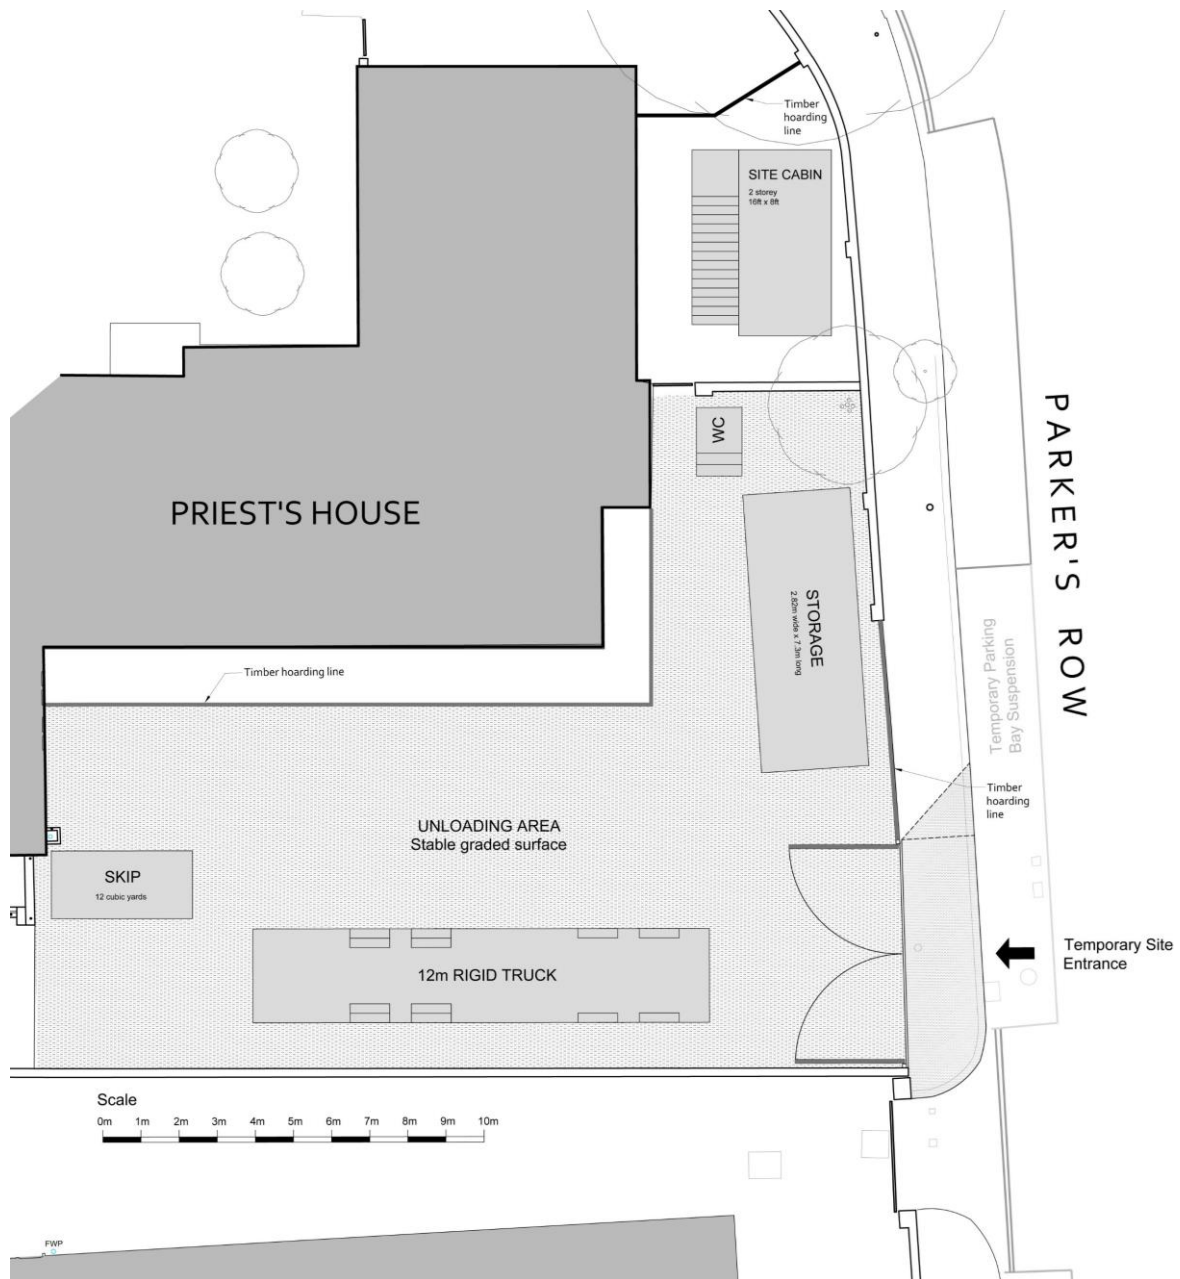 Timber
hoarding
line
SITE CABIN
2 storey
16ft x 8ft
WC
PRIEST'S HOUSE
PARKER'S ROW
STORAGE
2.82m wide x 7.3m long
Timber hoarding line
Temporary Parking
Bay Suspension
Timber
hoarding
line
UNLOADING AREA
Stable graded surface
SKIP
12 cubic yards
12m RIGID TRUCK
Temporary Site
Entrance
Scale
0m 1m 2m 3m 4m 5m 6m 7m 8m 9m 10m
FWP